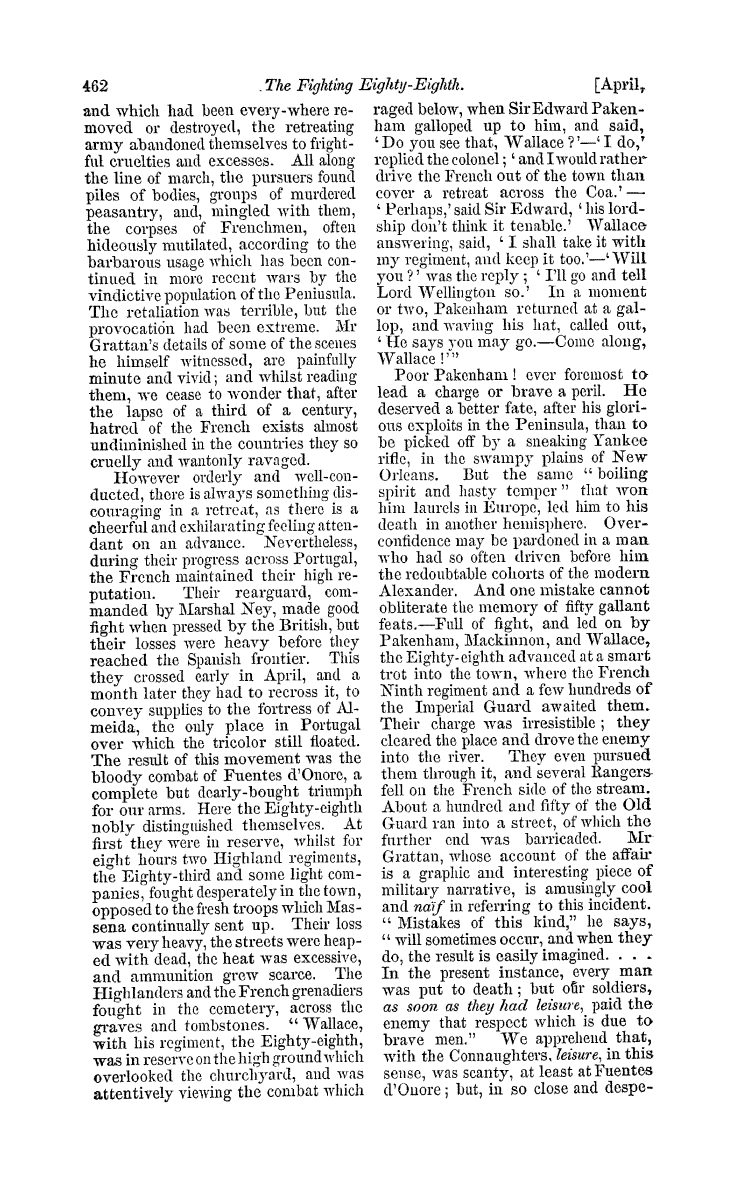 462 The Fighting Eighty-Eighth. [April,
and which had been every-where re-
moved or destroyed, the retreating
army abandoned themselves to fright-
ful cruelties and excesses. All along
the line of march, the pursuers found
piles of bodies, groups of murdered
peasantry, and, mingled with them,
the corpses of Frenchmen, often
hideously mutilated, according to the
barbarous usage which has been con-
tinued in more recent wars by the
vindictive population of the Peninsula.
The retaliation was terrible, but the
provocation had been extreme. Mr
Grattan's details of some of the scenes
he himself witnessed, are painfully
minute and vivid; and whilst reading
them, we cease to wonder that, after
the lapse of a third of a century,
hatred of the French exists almost
undiminished in the countries they so
cruelly and wantonly ravaged.
However orderly and well-con-
ducted, there is always something dis-
couraging in a retreat, as there is a
cheerful and exhilarating feeling atten-
dant on an advance. Nevertheless,
during their progress across Portugal,
the French maintained their high re-
putation. Their rearguard, com-
manded by Marshal Ney, made good
fight when pressed by the British, but
their losses were heavy before they
reached the Spanish frontier. This
they crossed early in April, and a
month later they had to recross it, to
convey supplies to the fortress of Al-
meida, the only place in Portugal
over which the tricolor still floated.
The result of this movement was the
bloody combat of Fuentes d'Onore, a
complete but dearly-bought triumph
for our arms. Here the Eighty-eighth
nobly distinguished themselves. At
first they were in reserve, whilst for
eight hours two Highland regiments,
the Eighty-third and some light com-
panies, fought desperately in the town,
opposed to the fresh troops which Mas-
sena continually sent up. Their loss
was very heavy, the streets were heap-
ed with dead, the heat was excessive,
and ammunition grew scarce. The
Highlanders and the French grenadiers
fought in the cemetery, across the
graves and tombstones. "Wallace,
with his regiment, the Eighty-eighth,
was in reserve on the high ground which
overlooked the churchyard, and was
attentively viewing the combat which
raged below, when Sir Edward Paken-
ham galloped up to him, and said,
'Do you see that, Wallace?'—'I do,'
replied the colonel; 'and I would rather
drive the French out of the town than
cover a retreat across the Coa.'—
'Perhaps,' said Sir Edward, 'his lord-
ship don't think it tenable.' Wallace
answering, said, 'I shall take it with
my regiment, and keep it too.'—'Will
you?' was the reply; 'I'll go and tell
Lord Wellington so.' In a moment
or two, Pakenham returned at a gal-
lop, and waving his hat, called out,
'He says you may go.—Come along,
Wallace!'"
Poor Pakenham! ever foremost to
lead a charge or brave a peril. He
deserved a better fate, after his glori-
ous exploits in the Peninsula, than to
be picked off by a sneaking Yankee
rifle, in the swampy plains of New
Orleans. But the same "boiling
spirit and hasty temper" that won
him laurels in Europe, led him to his
death in another hemisphere. Over-
confidence may be pardoned in a man
who had so often driven before him
the redoubtable cohorts of the modern
Alexander. And one mistake cannot
obliterate the memory of fifty gallant
feats.—Full of fight, and led on by
Pakenham, Mackinnon, and Wallace,
the Eighty-eighth advanced at a smart
trot into the town, where the French
Ninth regiment and a few hundreds of
the Imperial Guard awaited them.
Their charge was irresistible; they
cleared the place and drove the enemy
into the river. They even pursued
them through it, and several Rangers
fell on the French side of the stream.
About a hundred and fifty of the Old
Guard ran into a street, of which the
further end was barricaded. Mr
Grattan, whose account of the affair
is a graphic and interesting piece of
military narrative, is amusingly cool
and naïf in referring to this incident.
"Mistakes of this kind," he says,
"will sometimes occur, and when they
do, the result is easily imagined. . . .
In the present instance, every man
was put to death; but our soldiers,
as soon as they had leisure, paid the
enemy that respect which is due to
brave men." We apprehend that,
with the Connaughters, leisure, in this
sense, was scanty, at least at Fuentes
d'Onore; but, in so close and despe-